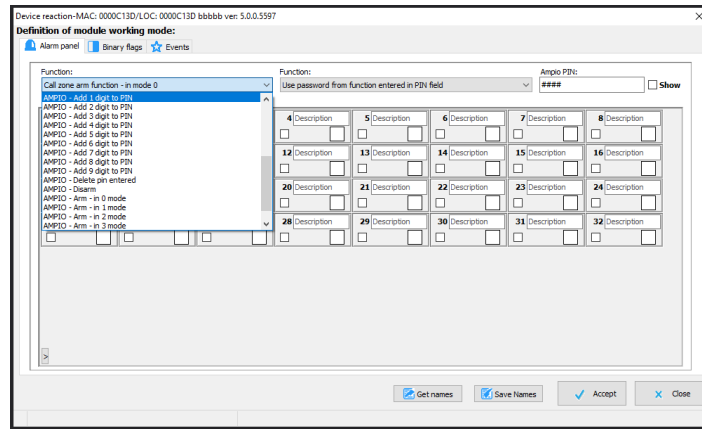 Device reaction-MAC: 0000C13D/LOC: 0000C13D bbbbb ver: 5.0.0.5597
Definition of module working mode:
Alarm panel Binary flags Events
Function: Function: Ampio PIN:
Call zone arm function - in mode 0 Use password from function entered in PIN field #### Show
AMPIO - Add 1 digit to PIN
AMPIO - Add 2 digit to PIN
AMPIO - Add 3 digit to PIN
AMPIO - Add 4 digit to PIN
AMPIO - Add 5 digit to PIN
AMPIO - Add 6 digit to PIN
AMPIO - Add 7 digit to PIN
AMPIO - Add 8 digit to PIN
AMPIO - Add 9 digit to PIN
AMPIO - Delete pin entered
AMPIO - Disarm
AMPIO - Arm - in 0 mode
AMPIO - Arm - in 1 mode
AMPIO - Arm - in 2 mode
AMPIO - Arm - in 3 mode
4 Description 5 Description 6 Description 7 Description 8 Description
12 Description 13 Description 14 Description 15 Description 16 Description
20 Description 21 Description 22 Description 23 Description 24 Description
28 Description 29 Description 30 Description 31 Description 32 Description
>
Get names Save Names Accept Close